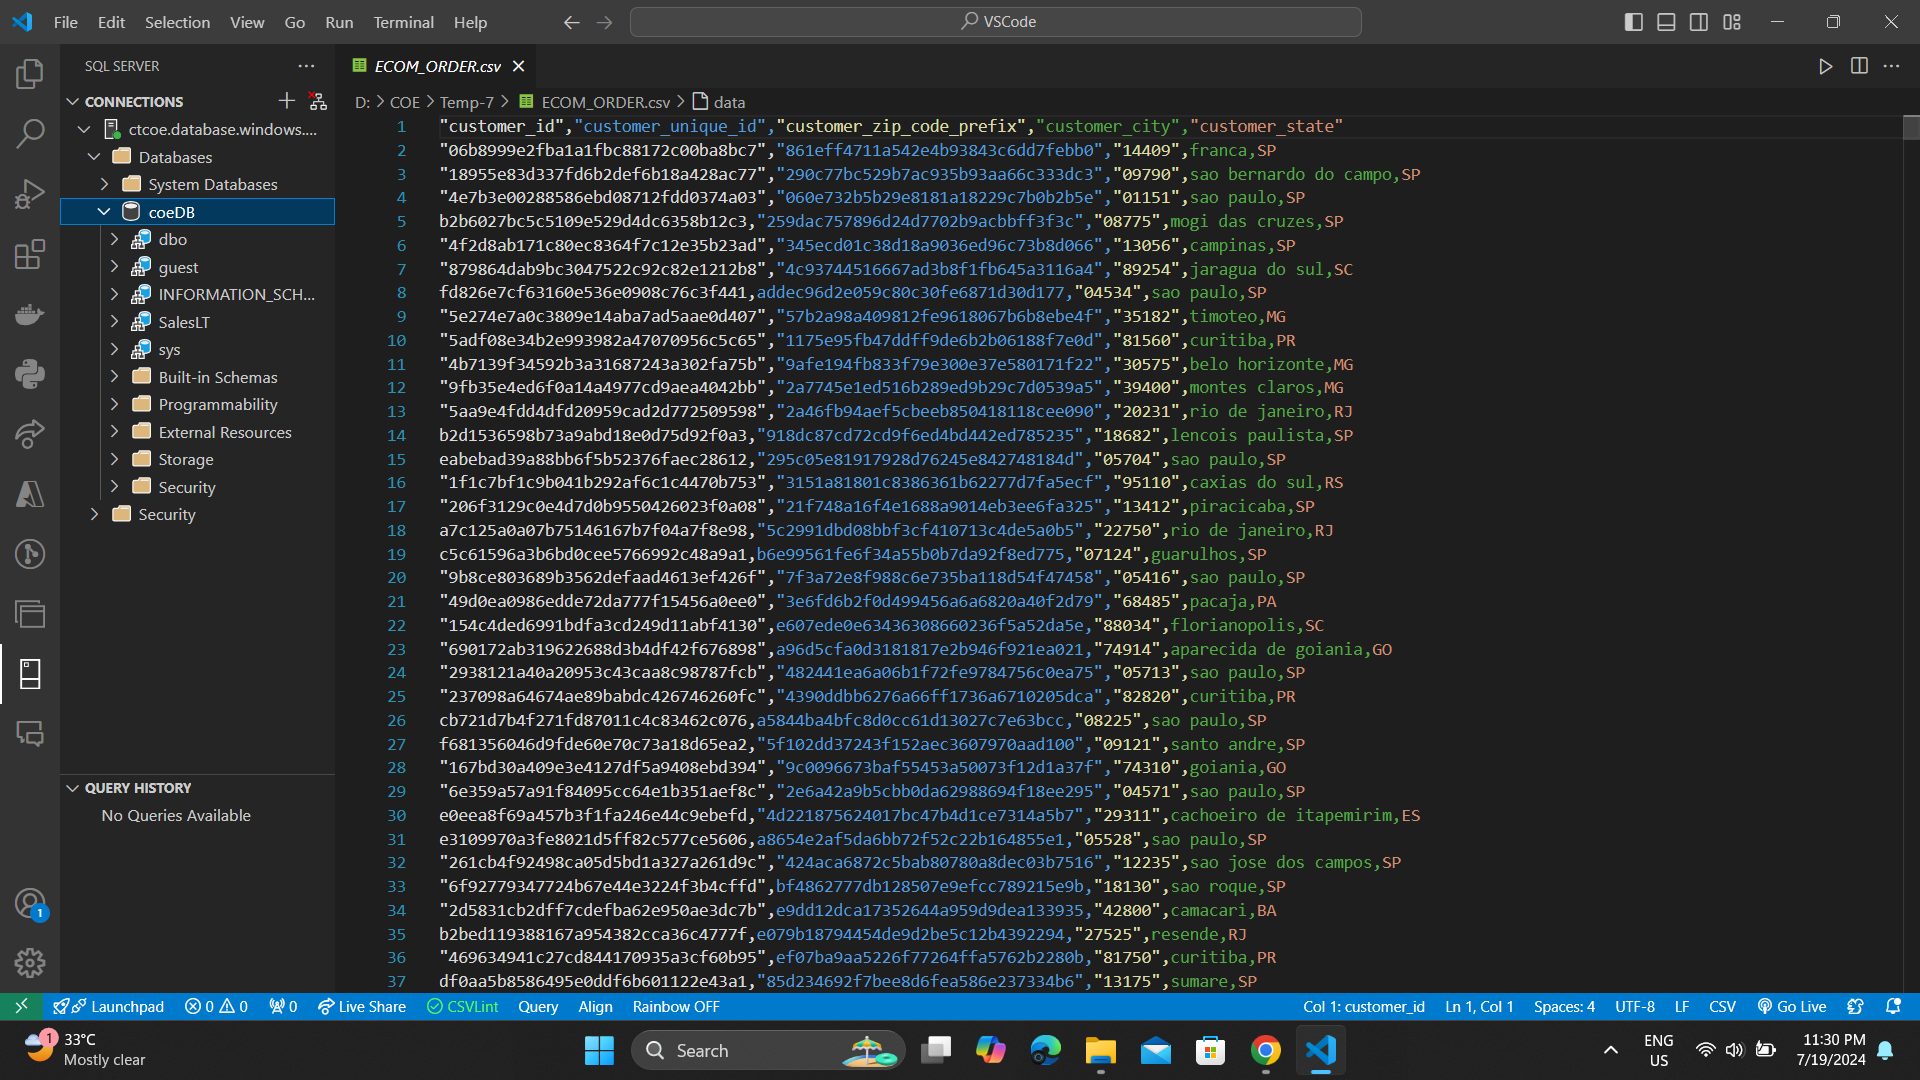 File Edit Selection View Go Run Terminal Help
VSCode
SQL SERVER
CONNECTIONS
ctcoe.database.windows....
Databases
System Databases
coeDB
dbo
guest
INFORMATION_SCH...
SalesLT
sys
Built-in Schemas
Programmability
External Resources
Storage
Security
Security
QUERY HISTORY
No Queries Available
ECOM_ORDER.csv
D: > COE > Temp-7 > ECOM_ORDER.csv > data
1 "customer_id","customer_unique_id","customer_zip_code_prefix","customer_city","customer_state"
2 "06b8999e2fba1a1fbc88172c00ba8bc7","861eff4711a542e4b93843c6dd7febb0","14409",franca,SP
3 "18955e83d337fd6b2def6b18a428ac77","290c77bc529b7ac935b93aa66c333dc3","09790",sao bernardo do campo,SP
4 "4e7b3e00288586ebd08712fdd0374a03","060e732b5b29e8181a18229c7b0b2b5e","01151",sao paulo,SP
5 b2b6027bc5c5109e529d4dc6358b12c3,"259dac757896d24d7702b9acbbff3f3c","08775",mogi das cruzes,SP
6 "4f2d8ab171c80ec8364f7c12e35b23ad","345ecd01c38d18a9036ed96c73b8d066","13056",campinas,SP
7 "879864dab9bc3047522c92c82e1212b8","4c93744516667ad3b8f1fb645a3116a4","89254",jaragua do sul,SC
8 fd826e7cf63160e536e0908c76c3f441,addec96d2e059c80c30fe6871d30d177,"04534",sao paulo,SP
9 "5e274e7a0c3809e14aba7ad5aae0d407","57b2a98a409812fe9618067b6b8ebe4f","35182",timoteo,MG
10 "5adf08e34b2e993982a47070956c5c65","1175e95fb47ddff9de6b2b06188f7e0d","81560",curitiba,PR
11 "4b7139f34592b3a31687243a302fa75b","9afe194fb833f79e300e37e580171f22","30575",belo horizonte,MG
12 "9fb35e4ed6f0a14a4977cd9aea4042bb","2a7745e1ed516b289ed9b29c7d0539a5","39400",montes claros,MG
13 "5aa9e4fdd4dfd20959cad2d772509598","2a46fb94aef5cbeeb850418118cee090","20231",rio de janeiro,RJ
14 b2d1536598b73a9abd18e0d75d92f0a3,"918dc87cd72cd9f6ed4bd442ed785235","18682",lencois paulista,SP
15 eabebad39a88bb6f5b52376faec28612,"295c05e81917928d76245e842748184d","05704",sao paulo,SP
16 "1f1c7bf1c9b041b292af6c1c4470b753","3151a81801c8386361b62277d7fa5ecf","95110",caxias do sul,RS
17 "206f3129c0e4d7d0b9550426023f0a08","21f748a16f4e1688a9014eb3ee6fa325","13412",piracicaba,SP
18 a7c125a0a07b75146167b7f04a7f8e98,"5c2991dbd08bbf3cf410713c4de5a0b5","22750",rio de janeiro,RJ
19 c5c61596a3b6bd0cee5766992c48a9a1,b6e99561fe6f34a55b0b7da92f8ed775,"07124",guarulhos,SP
20 "9b8ce803689b3562defaad4613ef426f","7f3a72e8f988c6e735ba118d54f47458","05416",sao paulo,SP
21 "49d0ea0986edde72da777f15456a0ee0","3e6fd6b2f0d499456a6a6820a40f2d79","68485",pacaja,PA
22 "154c4ded6991bdfa3cd249d11abf4130",e607ede0e63436308660236f5a52da5e,"88034",florianopolis,SC
23 "690172ab319622688d3b4df42f676898",a96d5cfa0d3181817e2b946f921ea021,"74914",aparecida de goiania,GO
24 "2938121a40a20953c43caa8c98787fcb","482441ea6a06b1f72fe9784756c0ea75","05713",sao paulo,SP
25 "237098a64674ae89babdc426746260fc","4390ddbb6276a66ff1736a6710205dca","82820",curitiba,PR
26 cb721d7b4f271fd87011c4c83462c076,a5844ba4bfc8d0cc61d13027c7e63bcc,"08225",sao paulo,SP
27 f681356046d9fde60e70c73a18d65ea2,"5f102dd37243f152aec3607970aad100","09121",santo andre,SP
28 "167bd30a409e3e4127df5a9408ebd394","9c0096673baf55453a50073f12d1a37f","74310",goiania,GO
29 "6e359a57a91f84095cc64e1b351aef8c","2e6a42a9b5cbb0da62988694f18ee295","04571",sao paulo,SP
30 e0eea8f69a457b3f1fa246e44c9ebefd,"4d221875624017bc47b4d1ce7314a5b7","29311",cachoeiro de itapemirim,ES
31 e3109970a3fe8021d5ff82c577ce5606,a8654e2af5da6bb72f52c22b164855e1,"05528",sao paulo,SP
32 "261cb4f92498ca05d5bd1a327a261d9c","424aca6872c5bab80780a8dec03b7516","12235",sao jose dos campos,SP
33 "6f92779347724b67e44e3224f3b4cffd",bf4862777db128507e9efcc789215e9b,"18130",sao roque,SP
34 "2d5831cb2dff7cdefba62e950ae3dc7b",e9dd12dca17352644a959d9dea133935,"42800",camacari,BA
35 b2bed119388167a954382cca36c4777f,e079b18794454de9d2be5c12b4392294,"27525",resende,RJ
36 "469634941c27cd844170935a3cf60b95",ef07ba9aa5226f77264ffa5762b2280b,"81750",curitiba,PR
37 df0aa5b8586495e0ddf6b601122e43a1,"85d234692f7bee8d6fea586e237334b6","13175",sumare,SP
1
Launchpad 0 0 0 Live Share CSVLint Query Align Rainbow OFF Col 1: customer_id Ln 1, Col 1 Spaces: 4 UTF-8 LF CSV Go Live
1
33°C
Mostly clear
Search
ENG
US
11:30 PM
7/19/2024